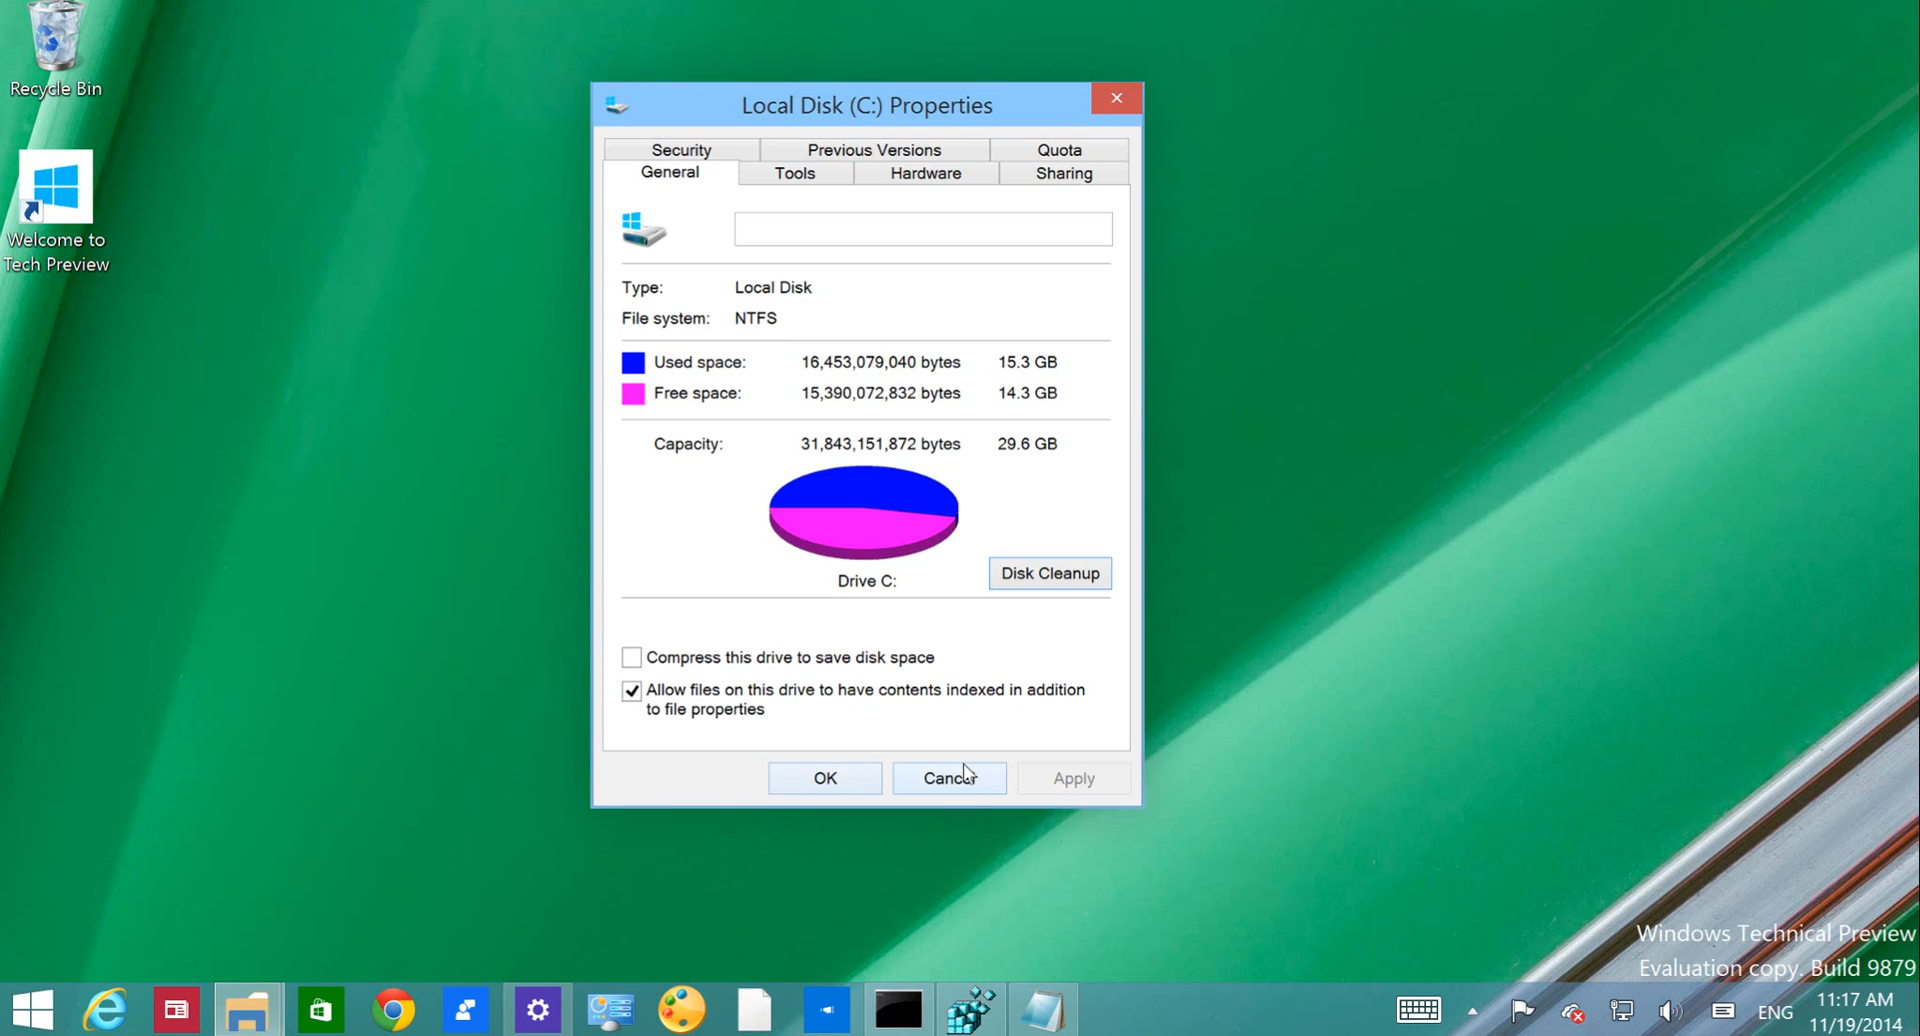 Recycle Bin
Welcome to
Tech Preview
Local Disk (C:) Properties
Security Previous Versions Quota
General Tools Hardware Sharing
Type: Local Disk
File system: NTFS
Used space: 16,453,079,040 bytes 15.3 GB
Free space: 15,390,072,832 bytes 14.3 GB
Capacity: 31,843,151,872 bytes 29.6 GB
Drive C:
Disk Cleanup
Compress this drive to save disk space
Allow files on this drive to have contents indexed in addition
to file properties
OK Cancel Apply
Windows Technical Preview
Evaluation copy. Build 9879
ENG
11:17 AM
11/19/2014